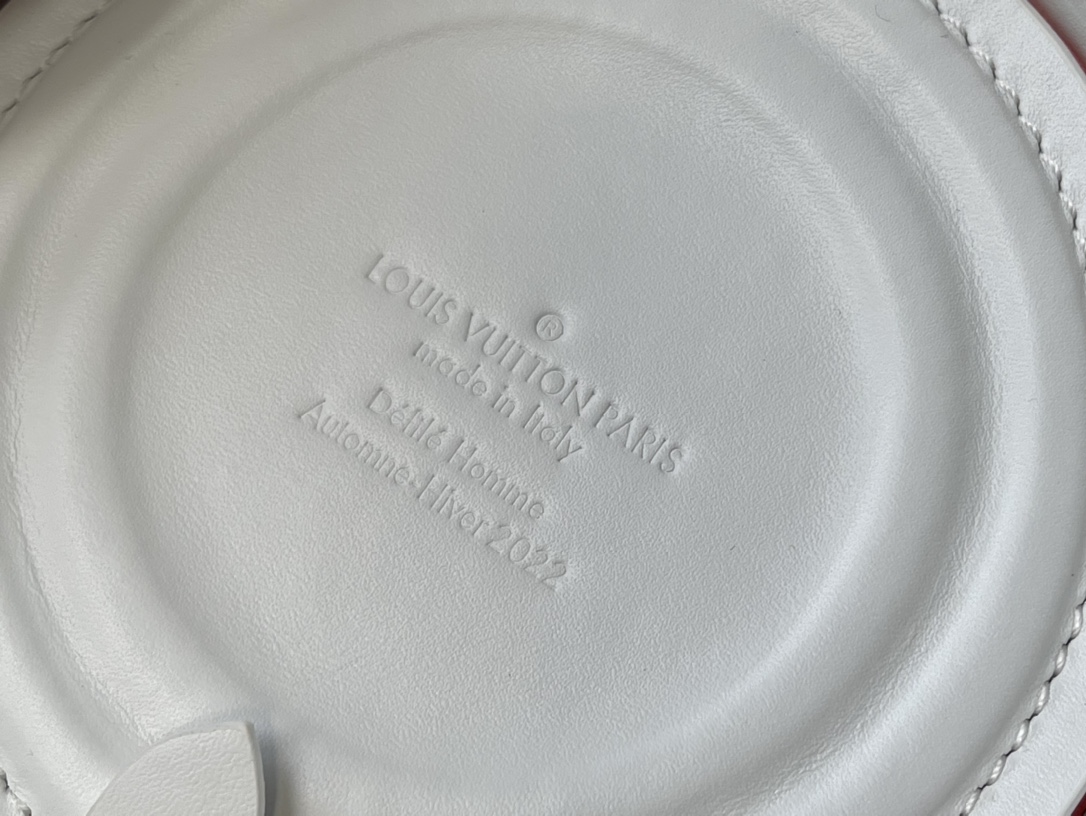 ®
LOUIS VUITTON PARIS
made in Italy
Défilé Homme
Automne-Hiver 2022